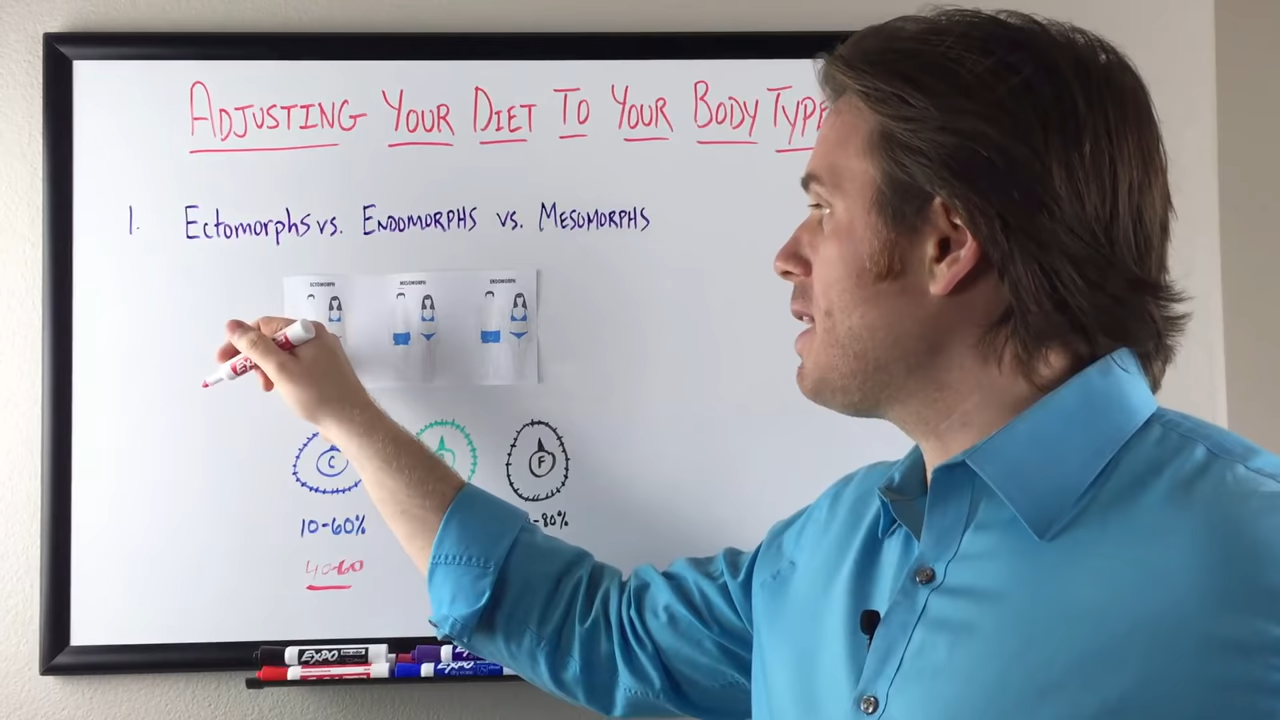 ADJUSTING YOUR DIET TO YOUR BODY TYPE
1. Ectomorphs vs. ENDOMORPHS vs. MESOMORPHS
ECTOMORPH MESOMORPH ENDOMORPH
C F
10-60% -80%
40-60
EXPO
EXPO
EXPO